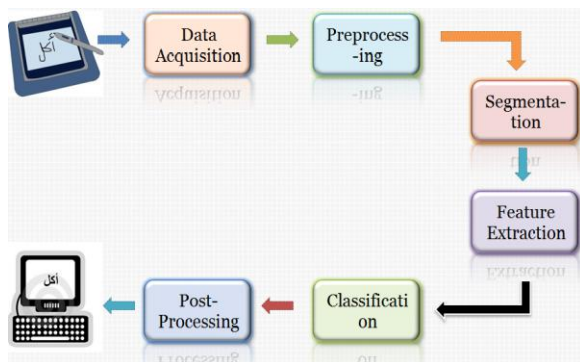 أكل
Data
Acquisition
Preprocess
-ing
Segmenta-
tion
Feature
Extraction
Classificati
on
Post-
Processing
أكل